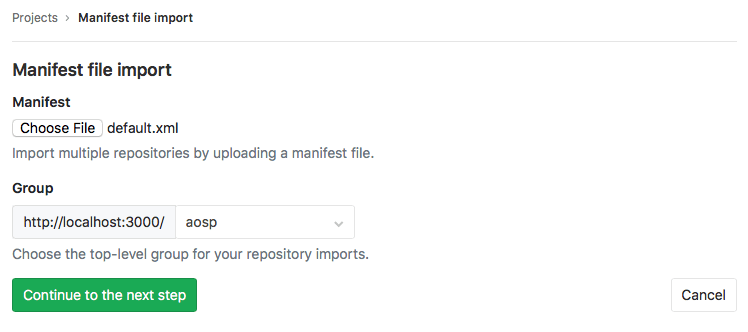 Projects › Manifest file import
Manifest file import
Manifest
Choose File default.xml
Import multiple repositories by uploading a manifest file.
Group
http://localhost:3000/ aosp
Choose the top-level group for your repository imports.
Continue to the next step Cancel